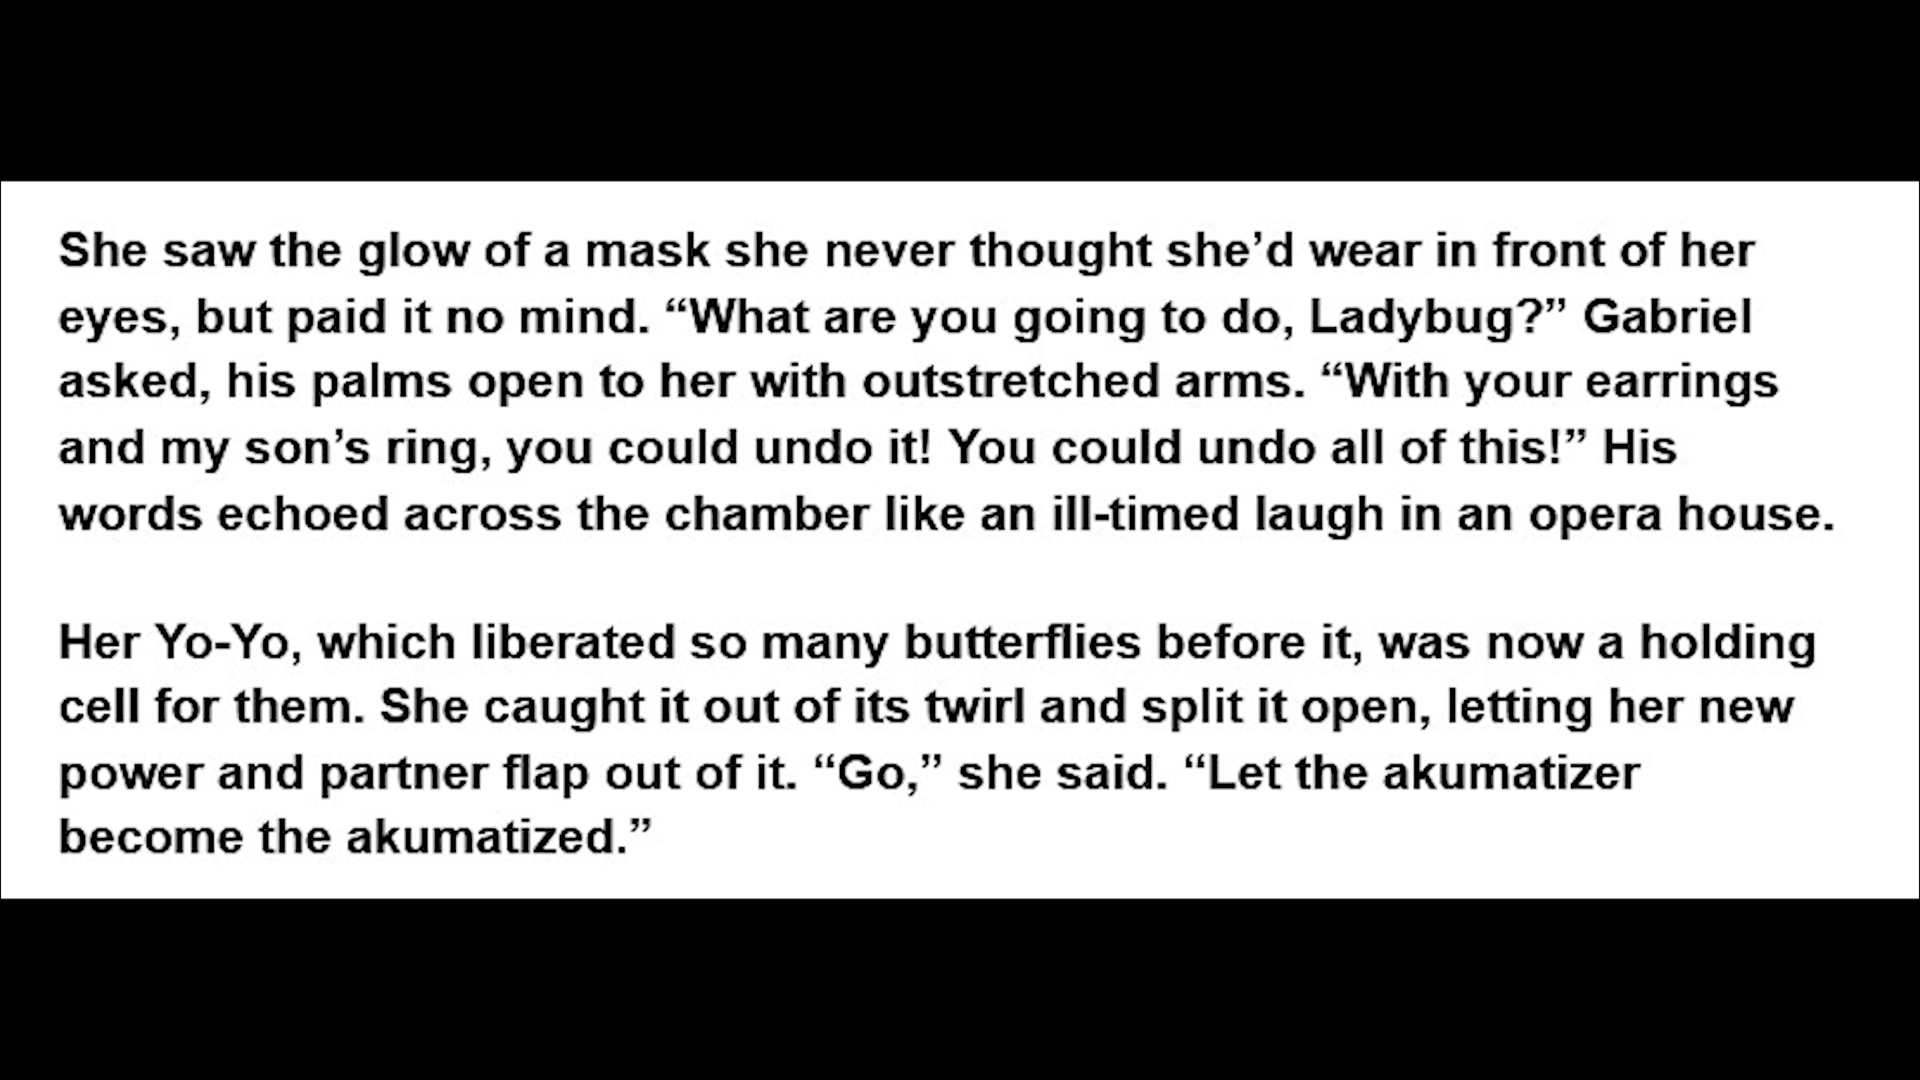 She saw the glow of a mask she never thought she’d wear in front of her
eyes, but paid it no mind. “What are you going to do, Ladybug?” Gabriel
asked, his palms open to her with outstretched arms. “With your earrings
and my son’s ring, you could undo it! You could undo all of this!” His
words echoed across the chamber like an ill-timed laugh in an opera house.
Her Yo-Yo, which liberated so many butterflies before it, was now a holding
cell for them. She caught it out of its twirl and split it open, letting her new
power and partner flap out of it. “Go,” she said. “Let the akumatizer
become the akumatized.”